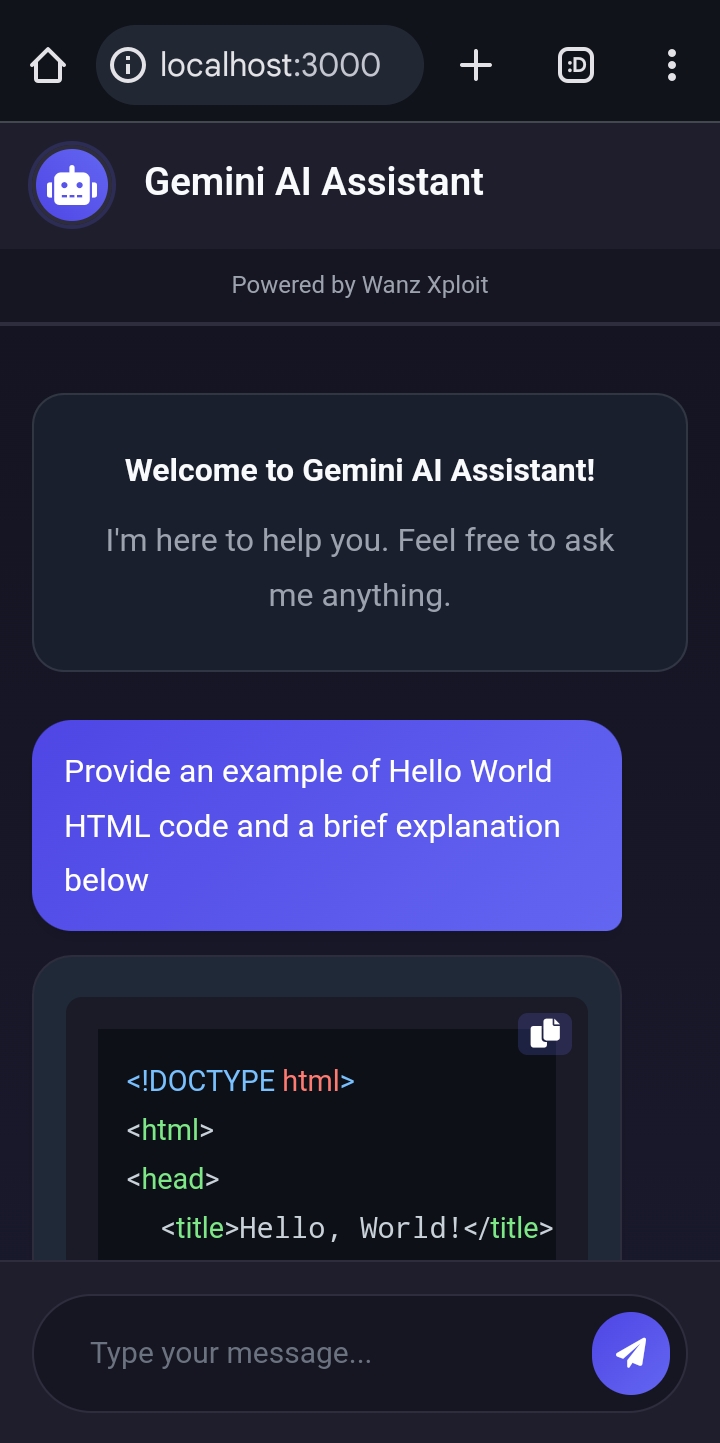 localhost:3000
:D
Gemini AI Assistant
Powered by Wanz Xploit
Welcome to Gemini AI Assistant!
I'm here to help you. Feel free to ask
me anything.
Provide an example of Hello World
HTML code and a brief explanation
below
<!DOCTYPE html>
<html>
<head>
<title>Hello, World!</title>
Type your message...